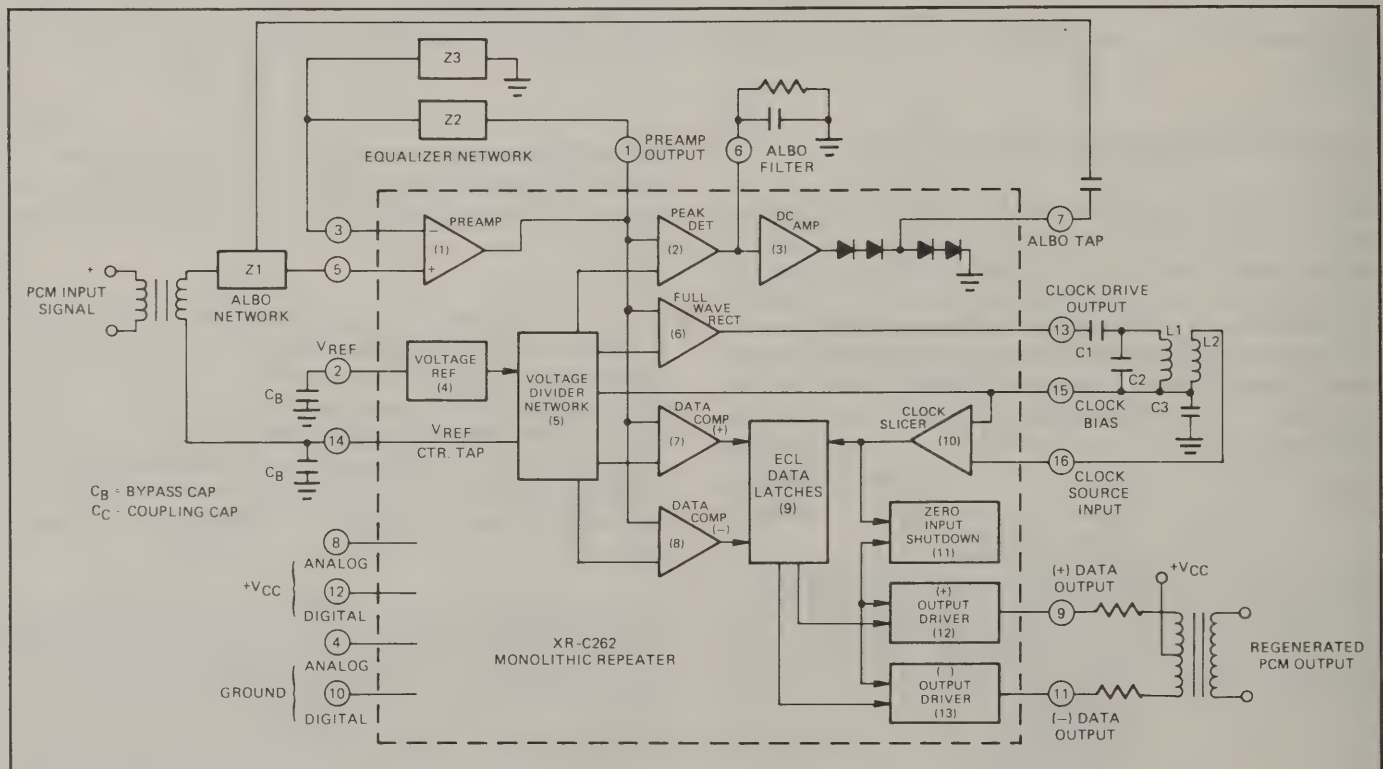 Z3
Z2
EQUALIZER NETWORK
1
PREAMP
OUTPUT
6
ALBO
FILTER
3
PREAMP
(1)
PEAK
DET
(2)
DC
AMP
(3)
7
ALBO TAP
+
PCM INPUT
SIGNAL
Z1
ALBO
NETWORK
5
−
+
FULL
WAVE
RECT
(6)
CLOCK DRIVE
OUTPUT
13
C1
L1
L2
C2
VREF
2
CB
VOLTAGE
REF
(4)
VOLTAGE
DIVIDER
NETWORK
(5)
15
CLOCK
BIAS
C3
14
VREF
CTR. TAP
CB
DATA
COMP
(+)
(7)
ECL
DATA
LATCHES
(9)
CLOCK
SLICER
(10)
16
CLOCK
SOURCE
INPUT
CB = BYPASS CAP
CC - COUPLING CAP
DATA
COMP
(−)
(8)
ZERO
INPUT
SHUTDOWN
(11)
+VCC
8
ANALOG
12
DIGITAL
(+)
OUTPUT
DRIVER
(12)
(+) DATA
OUTPUT
9
+VCC
GROUND
4
ANALOG
10
DIGITAL
XR-C262
MONOLITHIC REPEATER
( )
OUTPUT
DRIVER
(13)
11
(−) DATA
OUTPUT
REGENERATED
PCM OUTPUT